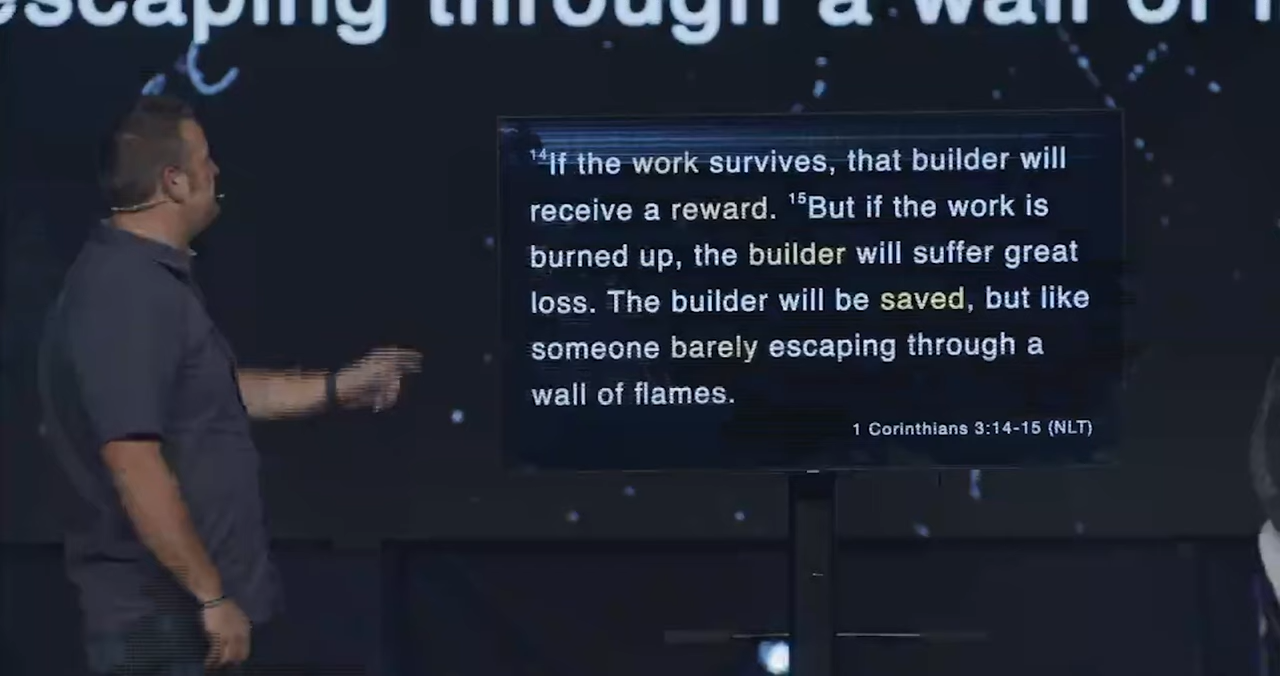 escaping through a wall of
¹⁴If the work survives, that builder will
receive a reward. ¹⁵But if the work is
burned up, the builder will suffer great
loss. The builder will be saved, but like
someone barely escaping through a
wall of flames.
1 Corinthians 3:14-15 (NLT)